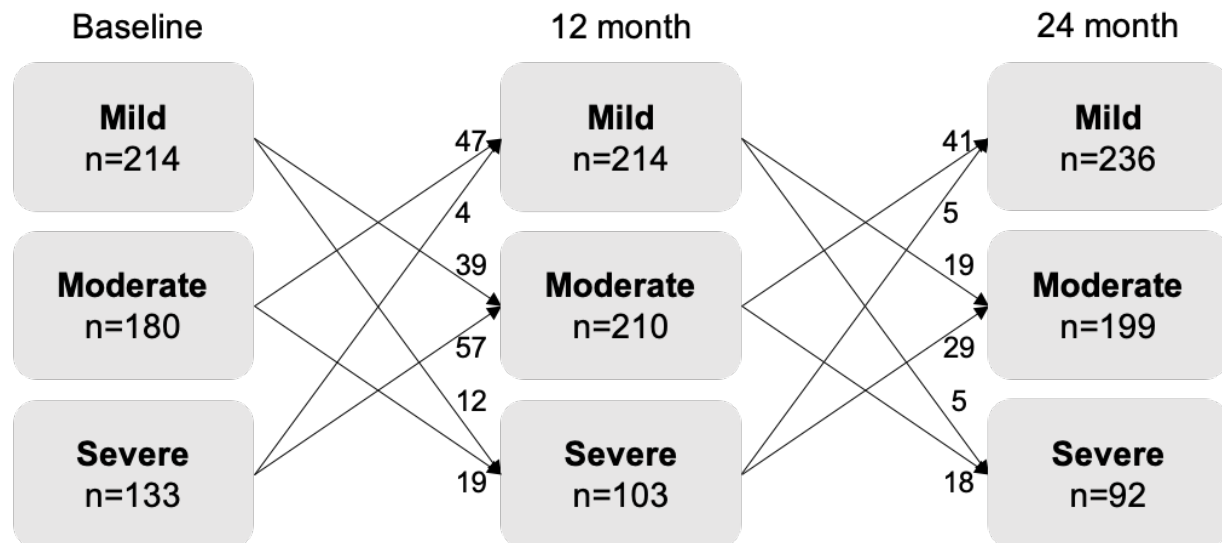 Baseline
12 month
24 month
Mild
n=214
47
Mild
n=214
41
Mild
n=236
4
5
39
19
Moderate
n=180
Moderate
n=210
Moderate
n=199
57
29
12
5
Severe
n=133
19
Severe
n=103
18
Severe
n=92